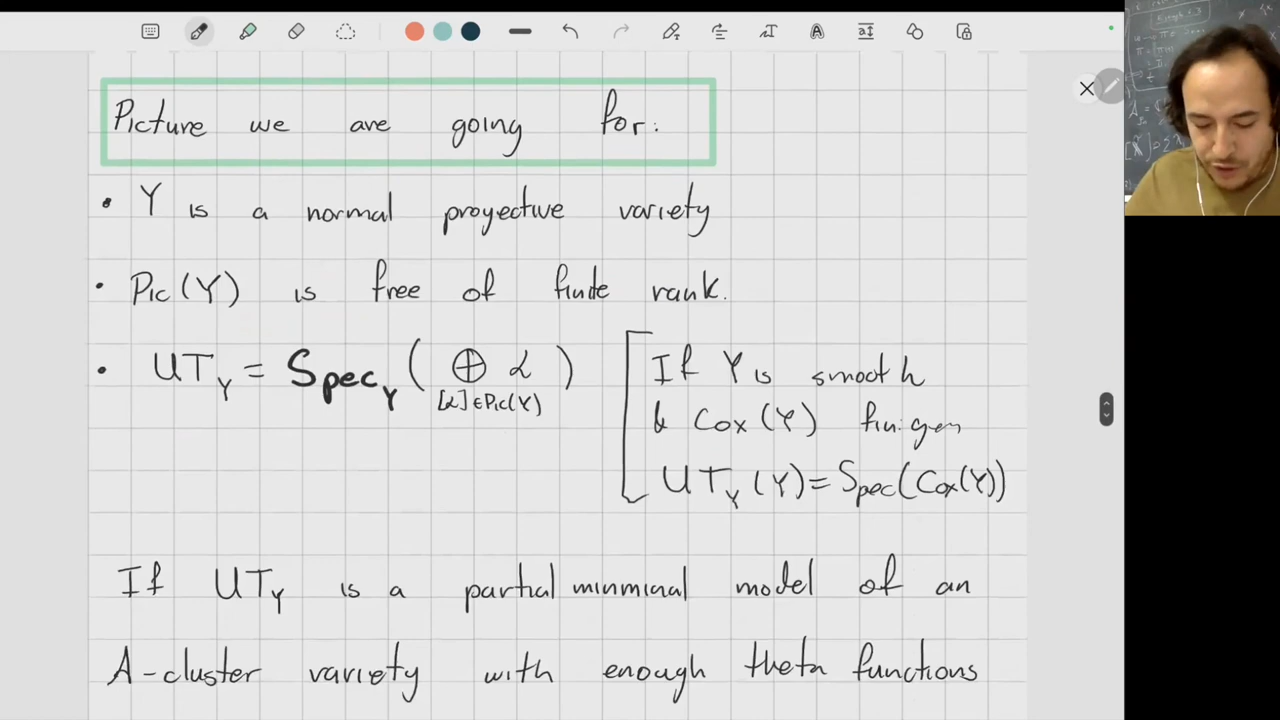 Picture we are going for:
• Y is a normal proyective variety
• Pic(Y) is free of finite rank.
• UT_Y = Spec_Y ( ⊕_{[ℒ]∈Pic(Y)} ℒ )
If Y is smooth
& Cox(Y) fin. gen
UT_Y(Y) = Spec(Cox(Y))
If UT_Y is a partial minminal model of an
A-cluster variety with enough theta functions